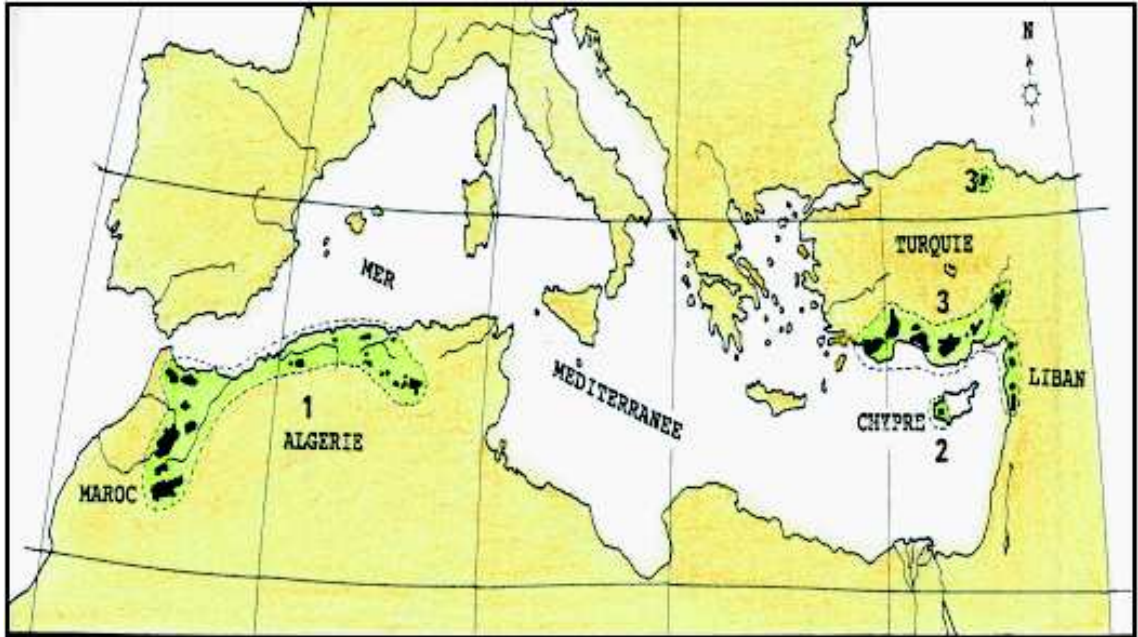 N
3
TURQUIE
MER
3
MEDITERRANEE
LIBAN
1
CHYPRE
ALGERIE
2
MAROC